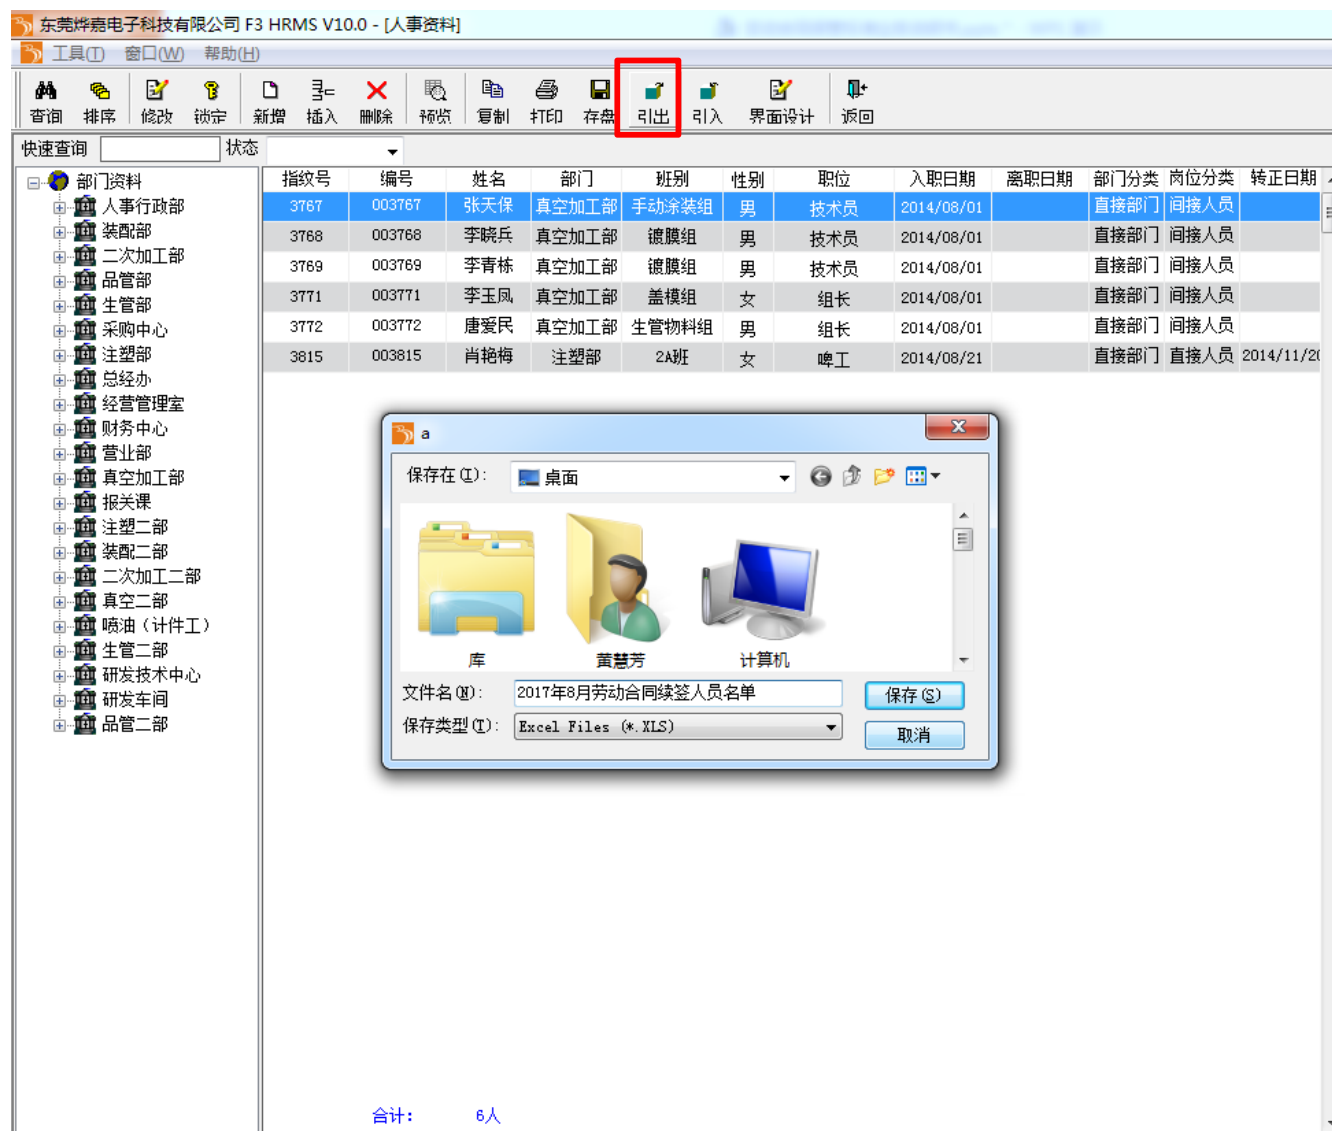 东莞烨嘉电子科技有限公司 F3 HRMS V10.0 - [人事资料]
工具(T) 窗口(W) 帮助(H)
查询 排序 修改 锁定 新增 插入 删除 预览 复制 打印 存盘 引出 引入 界面设计 返回
快速查询 状态
指纹号 编号 姓名 部门 班别 性别 职位 入职日期 离职日期 部门分类 岗位分类 转正日期
3767 003767 张天保 真空加工部 手动涂装组 男 技术员 2014/08/01 直接部门 间接人员
3768 003768 李晓兵 真空加工部 镀膜组 男 技术员 2014/08/01 直接部门 间接人员
3769 003769 李青栋 真空加工部 镀膜组 男 技术员 2014/08/01 直接部门 间接人员
3771 003771 李玉凤 真空加工部 盖模组 女 组长 2014/08/01 直接部门 间接人员
3772 003772 唐爱民 真空加工部 生管物料组 男 组长 2014/08/01 直接部门 间接人员
3815 003815 肖艳梅 注塑部 2A班 女 啤工 2014/08/21 直接部门 直接人员 2014/11/20
部门资料
人事行政部
装配部
二次加工部
品管部
生管部
采购中心
注塑部
总经办
经营管理室
财务中心
营业部
真空加工部
报关课
注塑二部
装配二部
二次加工二部
真空二部
喷油（计件工）
生管二部
研发技术中心
研发车间
品管二部
a
保存在(I)： 桌面
库 黄慧芳 计算机
文件名(N)： 2017年8月劳动合同续签人员名单 保存(S)
保存类型(T)： Excel Files (*.XLS) 取消
合计： 6人